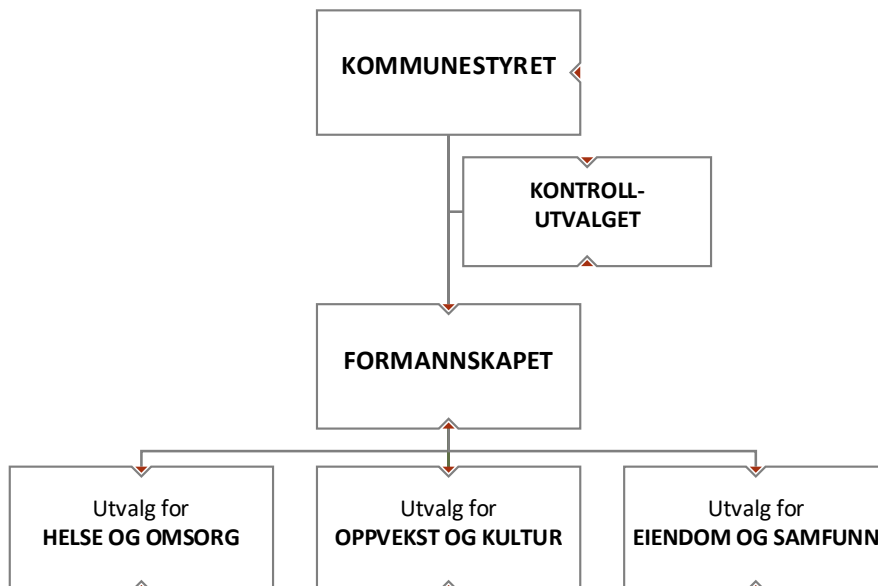 KOMMUNESTYRET
KONTROLL-
UTVALGET
FORMANNSKAPET
Utvalg for
HELSE OG OMSORG
Utvalg for
OPPVEKST OG KULTUR
Utvalg for
EIENDOM OG SAMFUNN